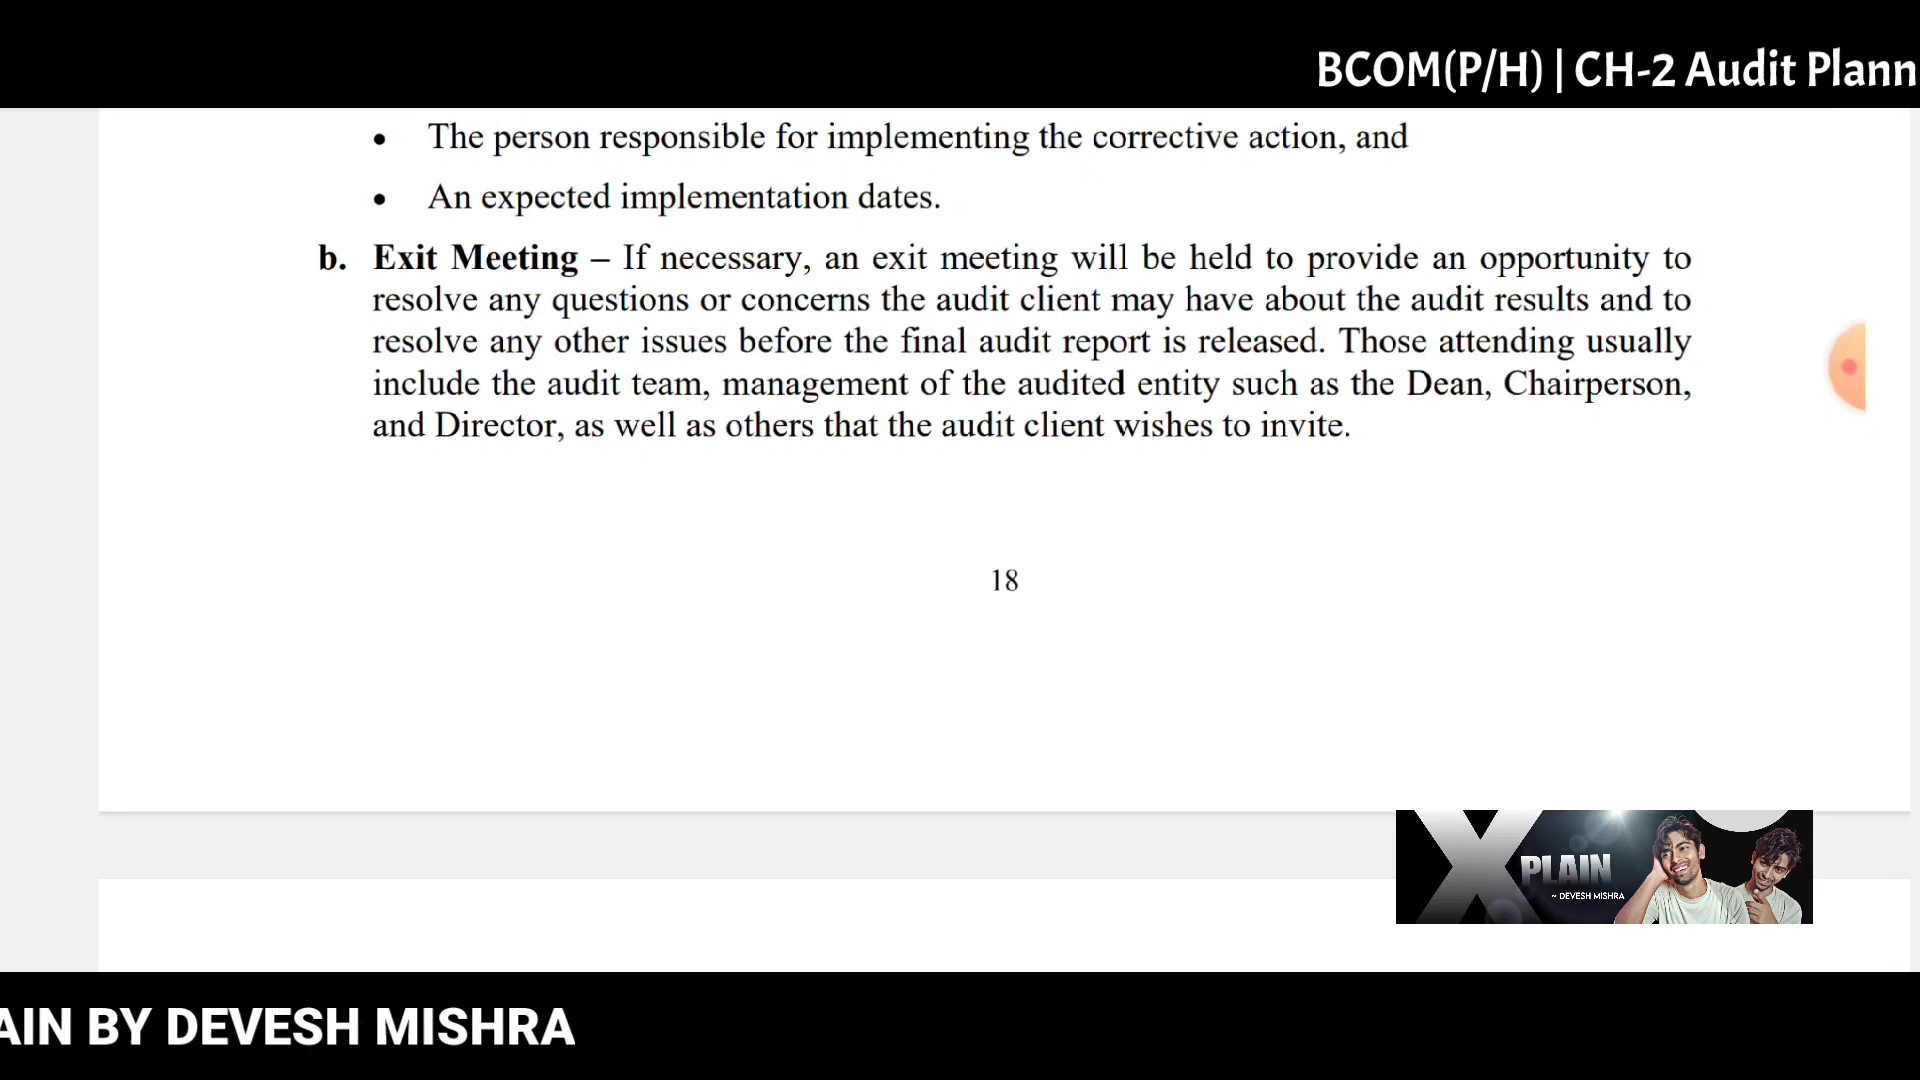 BCOM(P/H) | CH-2 Audit Plann
• The person responsible for implementing the corrective action, and
• An expected implementation dates.
b. Exit Meeting – If necessary, an exit meeting will be held to provide an opportunity to
resolve any questions or concerns the audit client may have about the audit results and to
resolve any other issues before the final audit report is released. Those attending usually
include the audit team, management of the audited entity such as the Dean, Chairperson,
and Director, as well as others that the audit client wishes to invite.
18
XPLAIN
~ DEVESH MISHRA
AIN BY DEVESH MISHRA